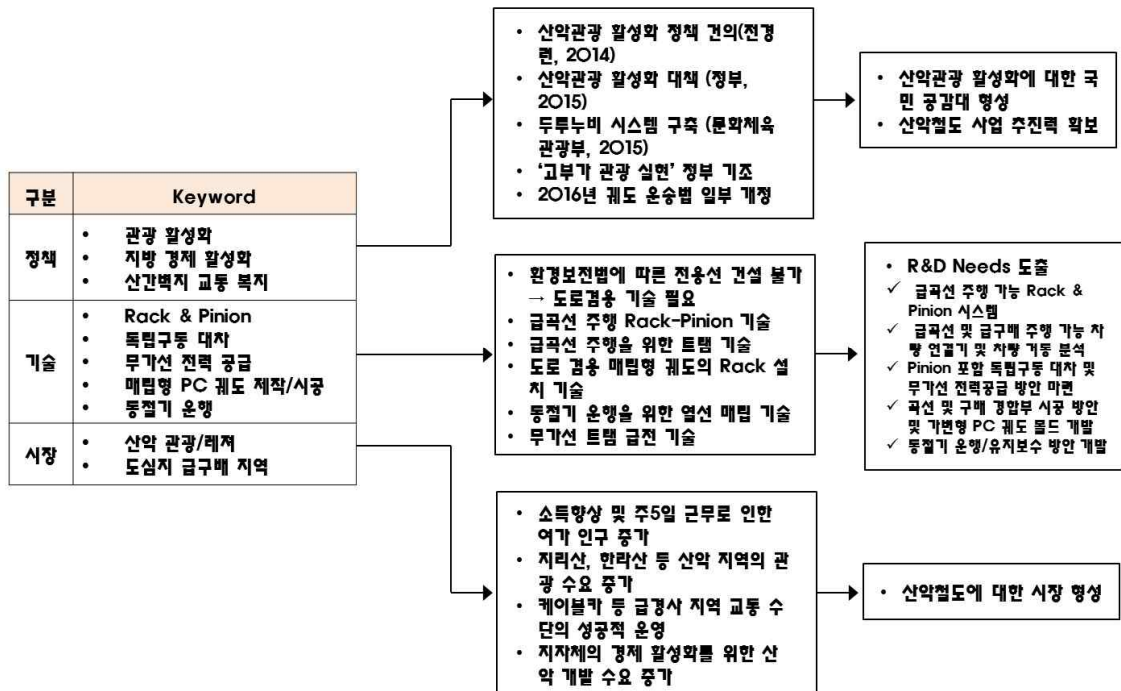 구분 Keyword
정책
• 관광 활성화
• 지방 경제 활성화
• 산간벽지 교통 복지
기술
• Rack & Pinion
• 독립구동 대차
• 무가선 전력 공급
• 매립형 PC 궤도 제작/시공
• 동절기 운행
시장
• 산악 관광/레져
• 도심지 급구배 지역
• 산악관광 활성화 정책 건의(전경
련, 2014)
• 산악관광 활성화 대책 (정부,
2015)
• 두루누비 시스템 구축 (문화체육
관광부, 2015)
• ‘고부가 관광 실현’ 정부 기조
• 2016년 궤도 운송법 일부 개정
• 산악관광 활성화에 대한 국
민 공감대 형성
• 산악철도 사업 추진력 확보
• 환경보전법에 따른 전용선 건설 불가
→ 도로겸용 기술 필요
• 급곡선 주행 Rack-Pinion 기술
• 급곡선 주행을 위한 트램 기술
• 도로 겸용 매립형 궤도의 Rack 설
치 기술
• 동절기 운행을 위한 열선 매립 기술
• 무가선 트램 급전 기술
• R&D Needs 도출
✓ 급곡선 주행 가능 Rack &
Pinion 시스템
✓ 급곡선 및 급구배 주행 가능 차
량 연결기 및 차량 거동 분석
✓ Pinion 포함 독립구동 대차 및
무가선 전력공급 방안 마련
✓ 곡선 및 구배 경합부 시공 방안
및 가변형 PC 궤도 몰드 개발
✓ 동절기 운행/유지보수 방안 개발
• 소득향상 및 주5일 근무로 인한
여가 인구 증가
• 지리산, 한라산 등 산악 지역의 관
광 수요 증가
• 케이블카 등 급경사 지역 교통 수
단의 성공적 운영
• 지자체의 경제 활성화를 위한 산
악 개발 수요 증가
• 산악철도에 대한 시장 형성